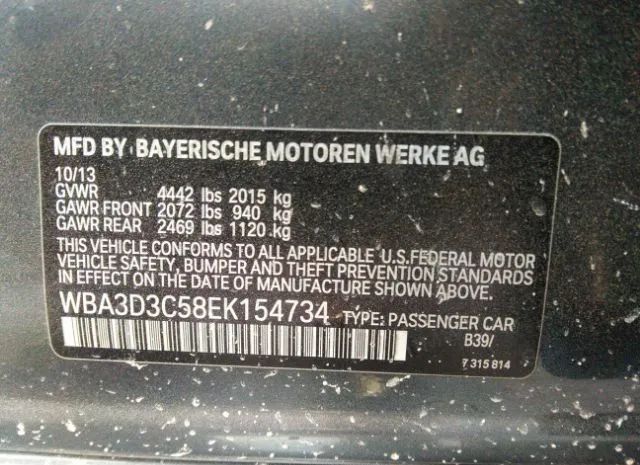 MFD BY BAYERISCHE MOTOREN WERKE AG
10/13
GVWR 4442 lbs 2015 kg
GAWR FRONT 2072 lbs 940 kg
GAWR REAR 2469 lbs 1120 kg
THIS VEHICLE CONFORMS TO ALL APPLICABLE U.S.FEDERAL MOTOR
VEHICLE SAFETY, BUMPER AND THEFT PREVENTION STANDARDS
IN EFFECT ON THE DATE OF MANUFACTURE SHOWN ABOVE.
WBA3D3C58EK154734 TYPE: PASSENGER CAR
B39/
7 315 814